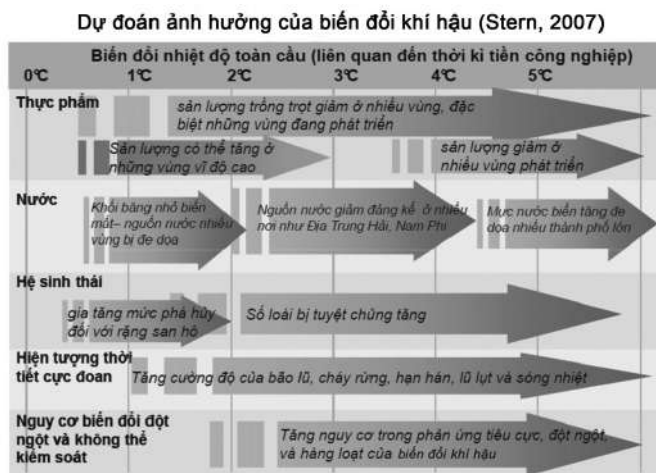 Dự đoán ảnh hưởng của biến đổi khí hậu (Stern, 2007)
Biến đổi nhiệt độ toàn cầu (liên quan đến thời kì tiền công nghiệp)
0°C 1°C 2°C 3°C 4°C 5°C
Thực phẩm
sản lượng trồng trọt giảm ở nhiều vùng, đặc
biệt những vùng đang phát triển
Sản lượng có thể tăng ở
những vùng vĩ độ cao
sản lượng giảm ở
nhiều vùng phát triển
Nước
Khối băng nhỏ biến
mất– nguồn nước nhiều
vùng bị đe dọa
Nguồn nước giảm đáng kể ở nhiều
nơi như Địa Trung Hải, Nam Phi
Mực nước biển tăng đe
dọa nhiều thành phố lớn
Hệ sinh thái
gia tăng mức phá hủy
đối với rặng san hô
Số loài bị tuyệt chủng tăng
Hiện tượng thời
tiết cực đoan
Tăng cường độ của bão lũ, cháy rừng, hạn hán, lũ lụt và sóng nhiệt
Nguy cơ biến đổi đột
ngột và không thể
kiểm soát
Tăng nguy cơ trong phản ứng tiêu cực, đột ngột,
và hàng loạt của biến đổi khí hậu